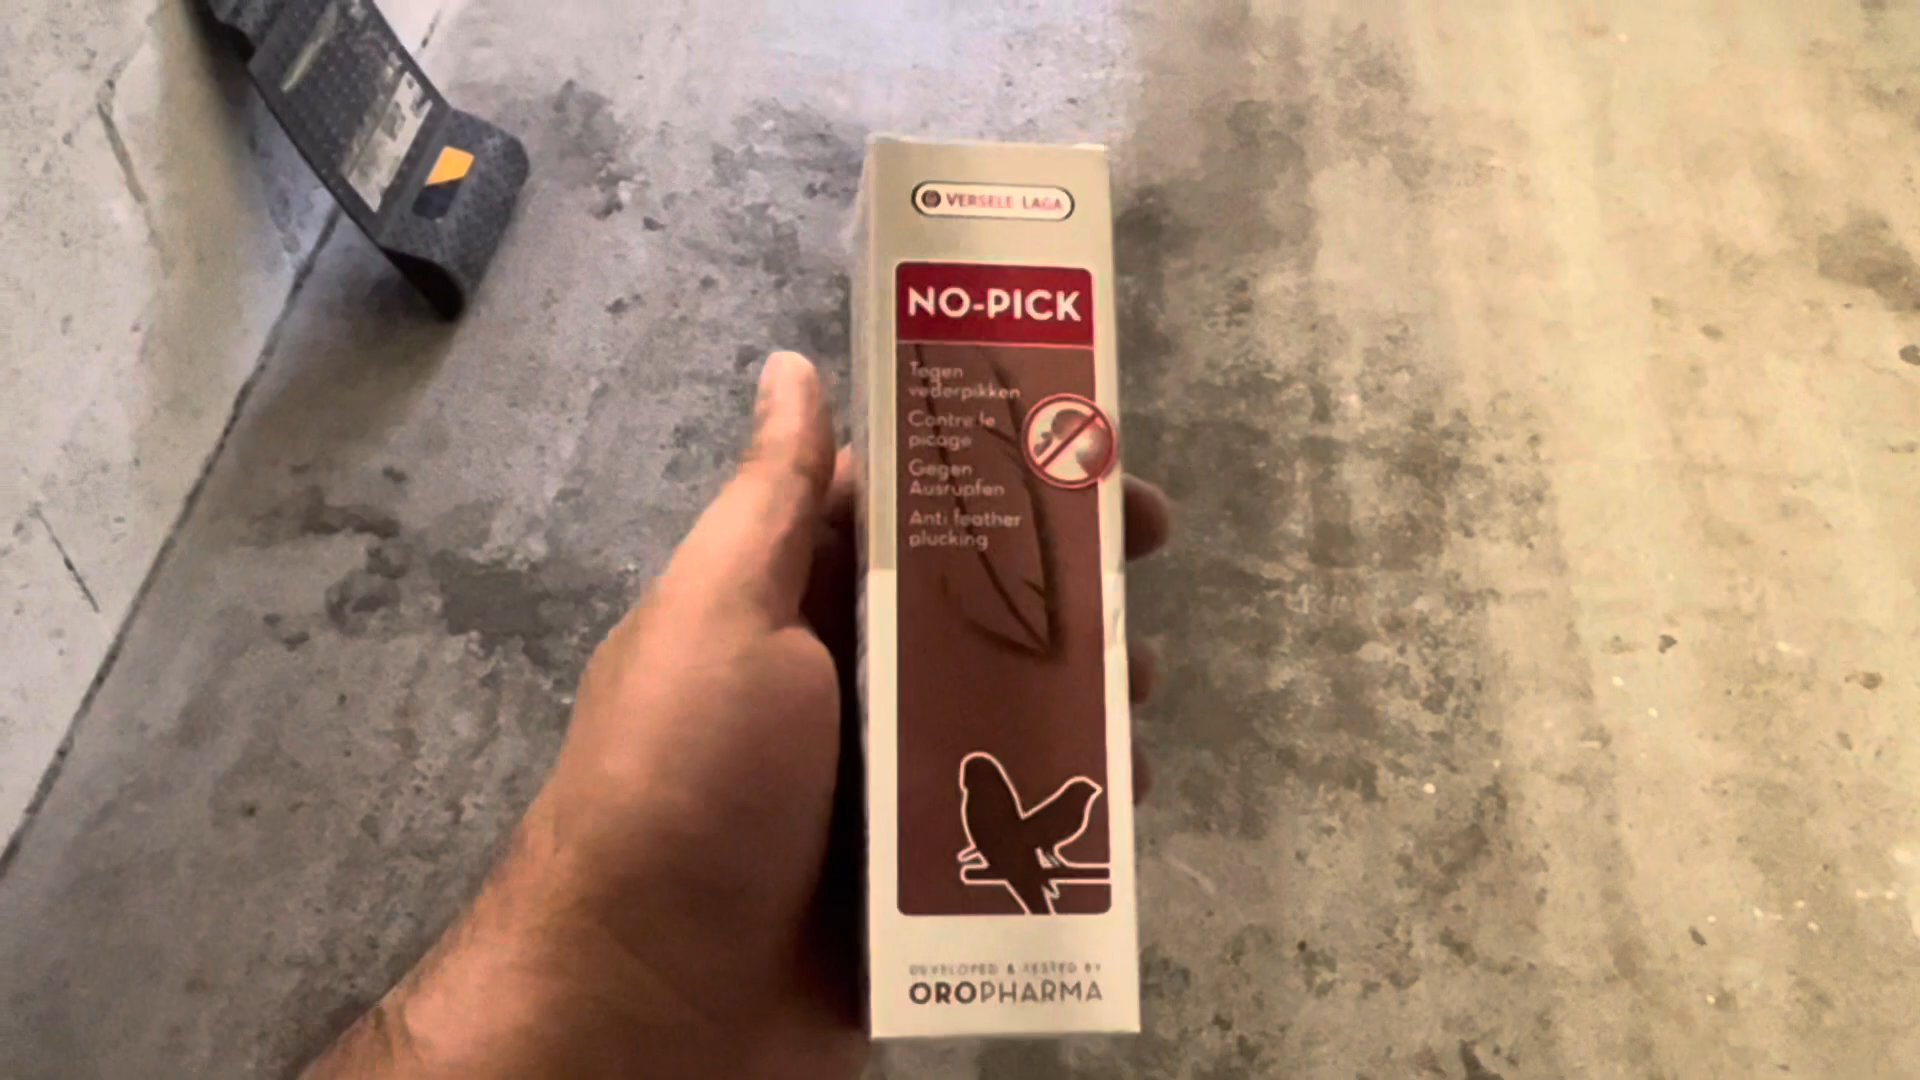 VERSELE-LAGA
NO-PICK
Tegen
vederpikken
Contre le
picage
Gegen
Ausrupfen
Anti feather
plucking
DEVELOPED & TESTED BY
OROPHARMA